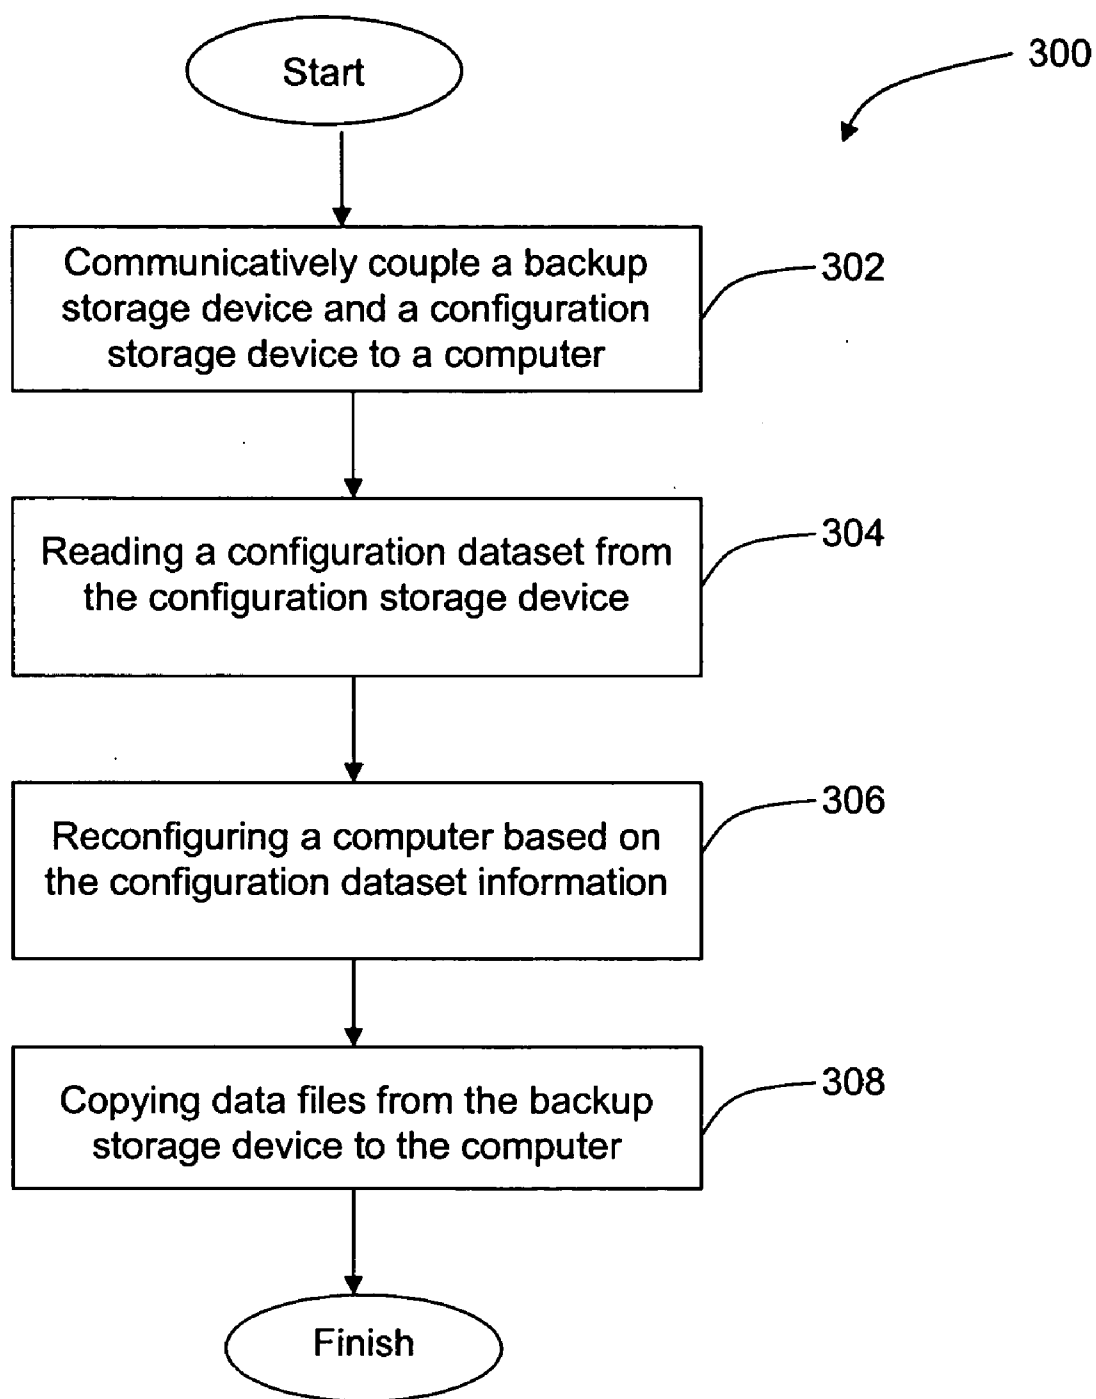 Start
300
Communicatively couple a backup
storage device and a configuration
storage device to a computer
302
Reading a configuration dataset from
the configuration storage device
304
Reconfiguring a computer based on
the configuration dataset information
306
Copying data files from the backup
storage device to the computer
308
Finish